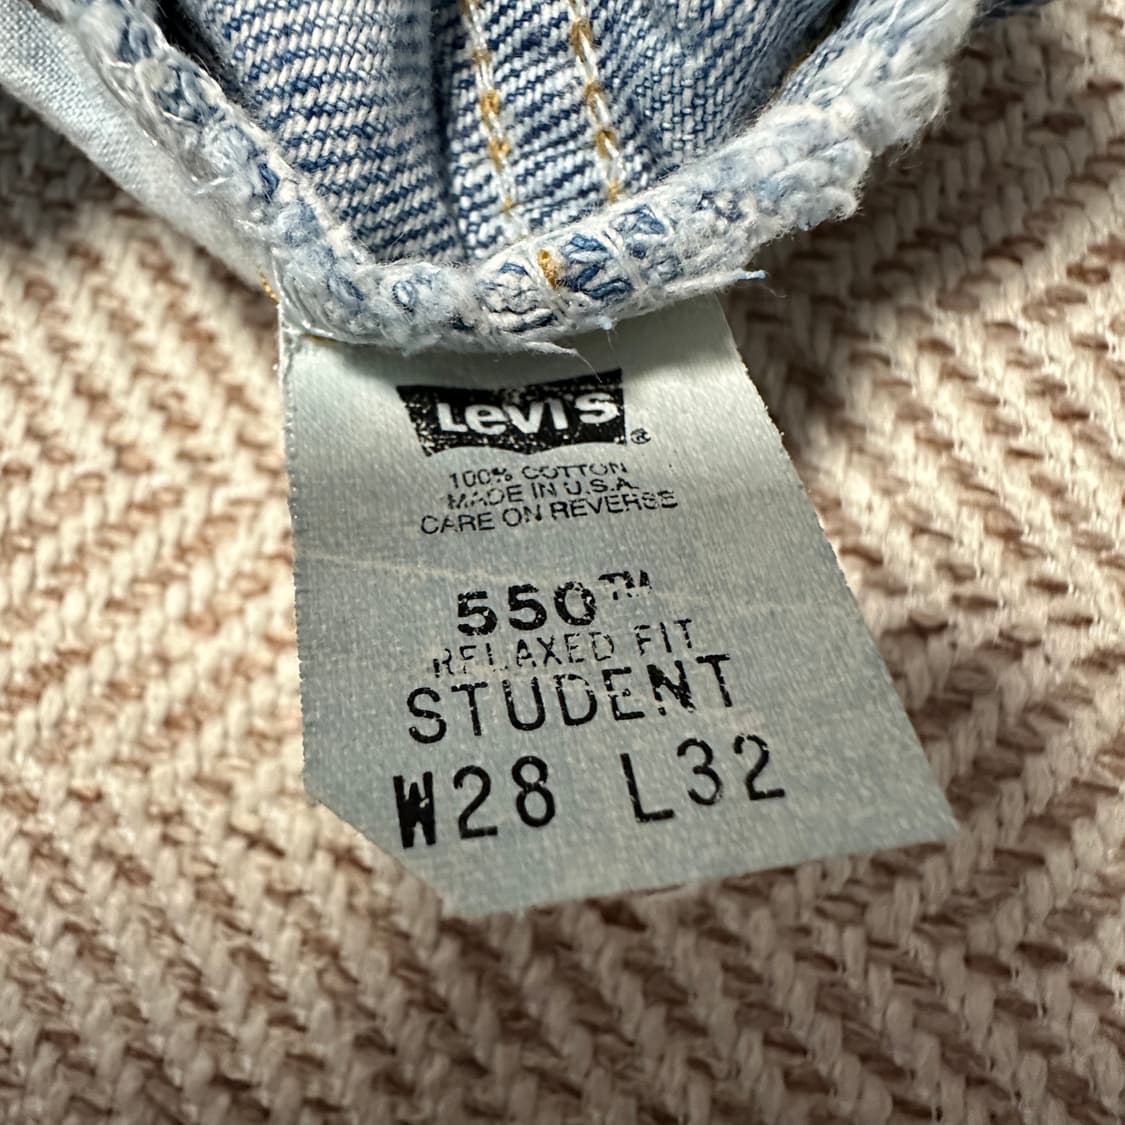 Levi's ®
100% COTTON
MADE IN U.S.A.
CARE ON REVERSE
550™
RELAXED FIT
STUDENT
W28 L32